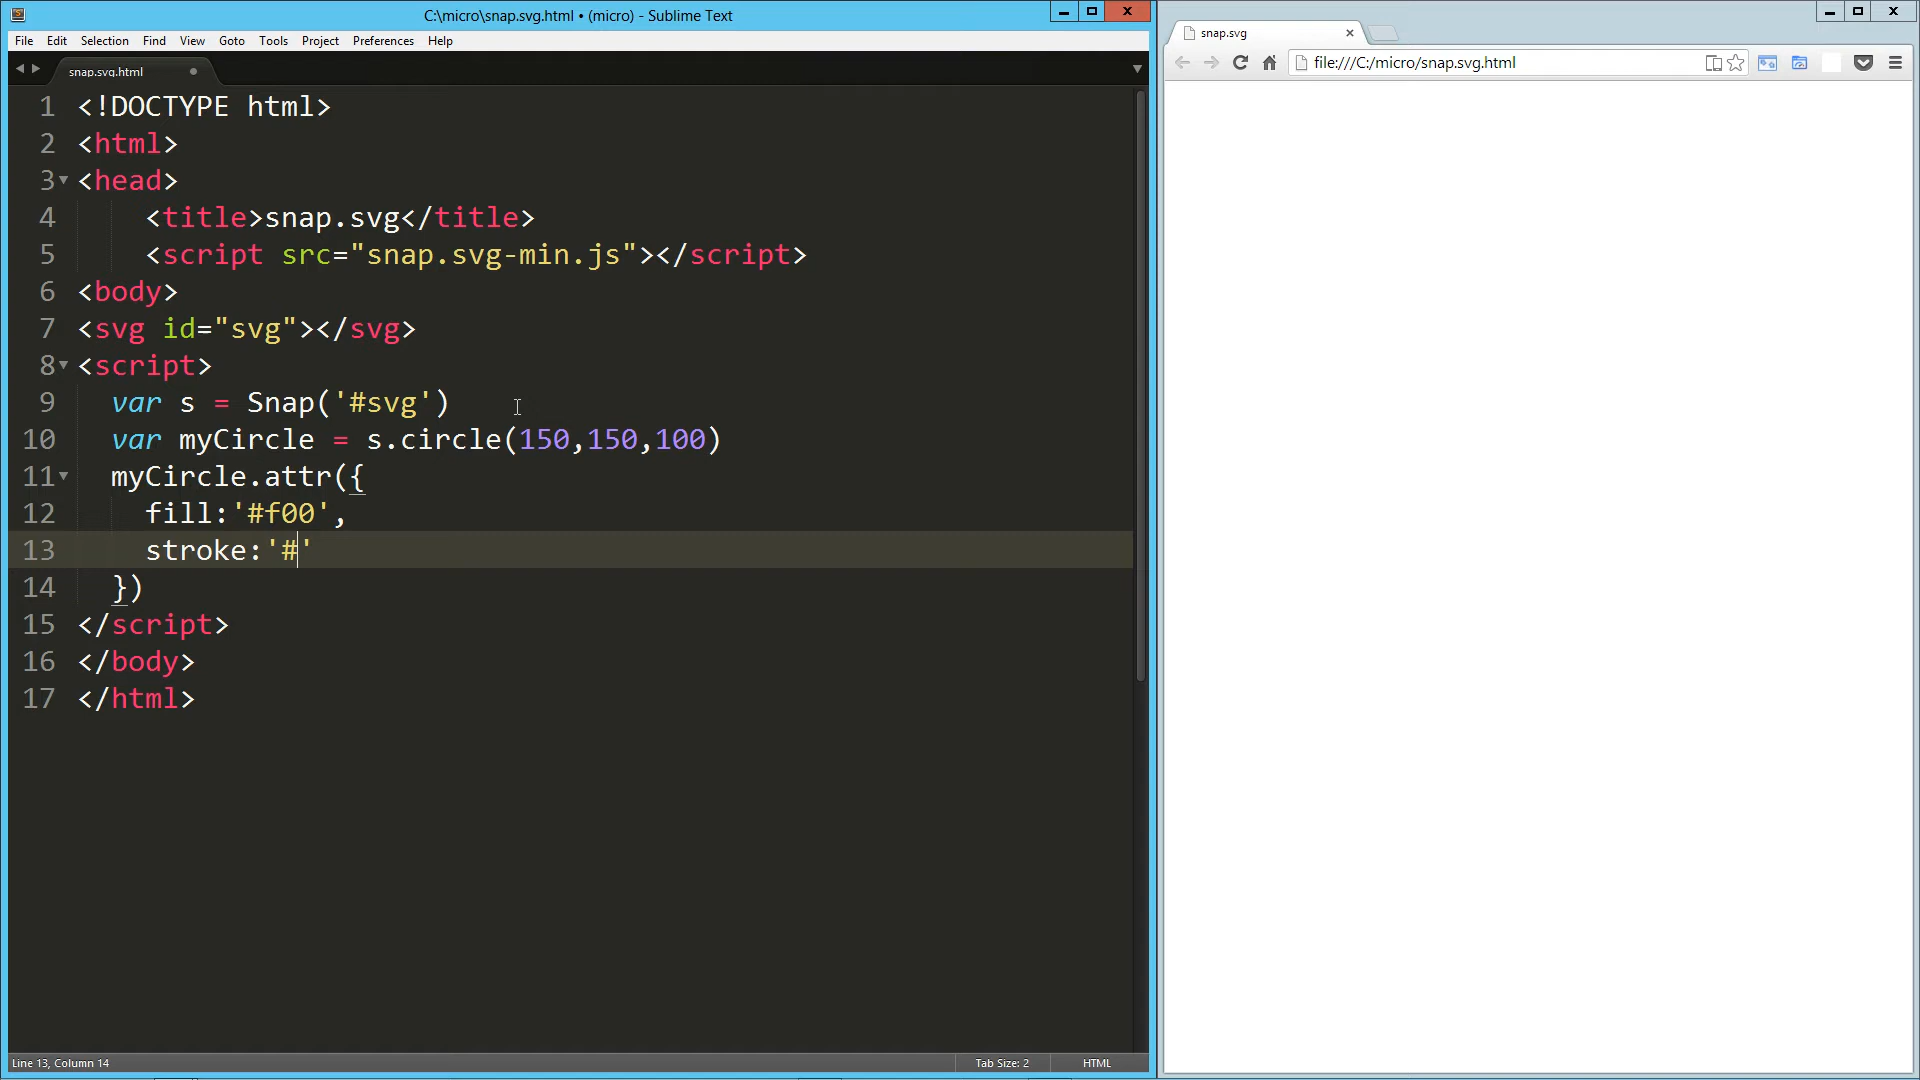 C:\micro\snap.svg.html • (micro) - Sublime Text
File Edit Selection Find View Goto Tools Project Preferences Help
snap.svg.html
1 <!DOCTYPE html>
2 <html>
3 <head>
4 <title>snap.svg</title>
5 <script src="snap.svg-min.js"></script>
6 <body>
7 <svg id="svg"></svg>
8 <script>
9 var s = Snap('#svg')
10 var myCircle = s.circle(150,150,100)
11 myCircle.attr({
12 fill:'#f00',
13 stroke:'#'
14 })
15 </script>
16 </body>
17 </html>
Line 13, Column 14
Tab Size: 2
HTML
snap.svg
file:///C:/micro/snap.svg.html